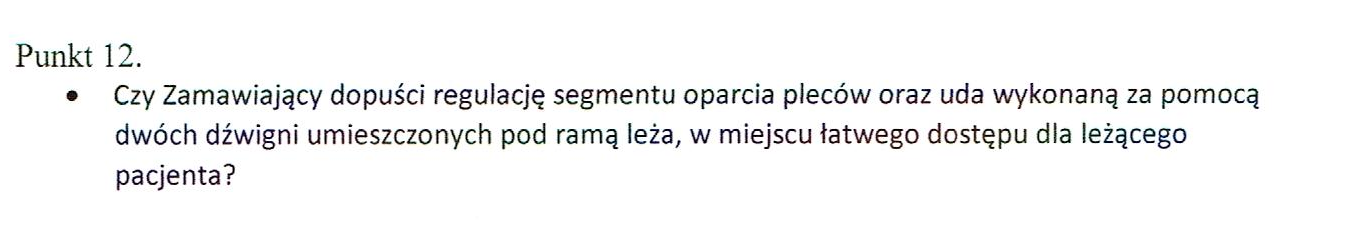 Punkt 12.
• Czy Zamawiający dopuści regulację segmentu oparcia pleców oraz uda wykonaną za pomocą
dwóch dźwigni umieszczonych pod ramą leża, w miejscu łatwego dostępu dla leżącego
pacjenta?